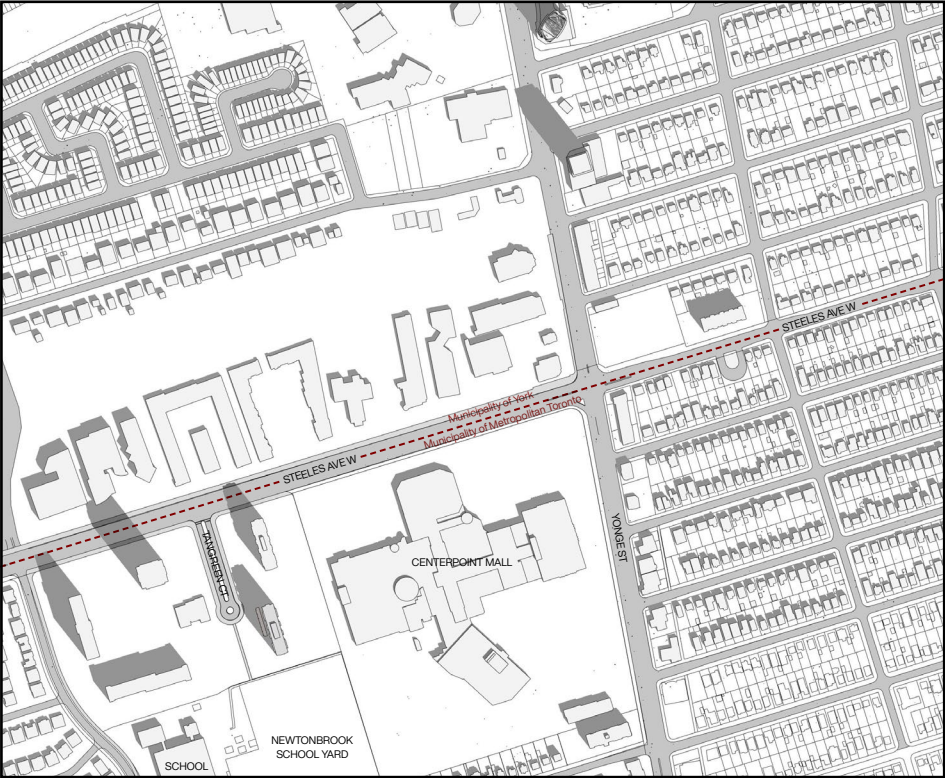 STEELES AVE W
Municipality of York
Municipality of Metropolitan Toronto
STEELES AVE W
TANGREEN CT
CENTERPOINT MALL
YONGE ST
NEWTONBROOK
SCHOOL YARD
SCHOOL